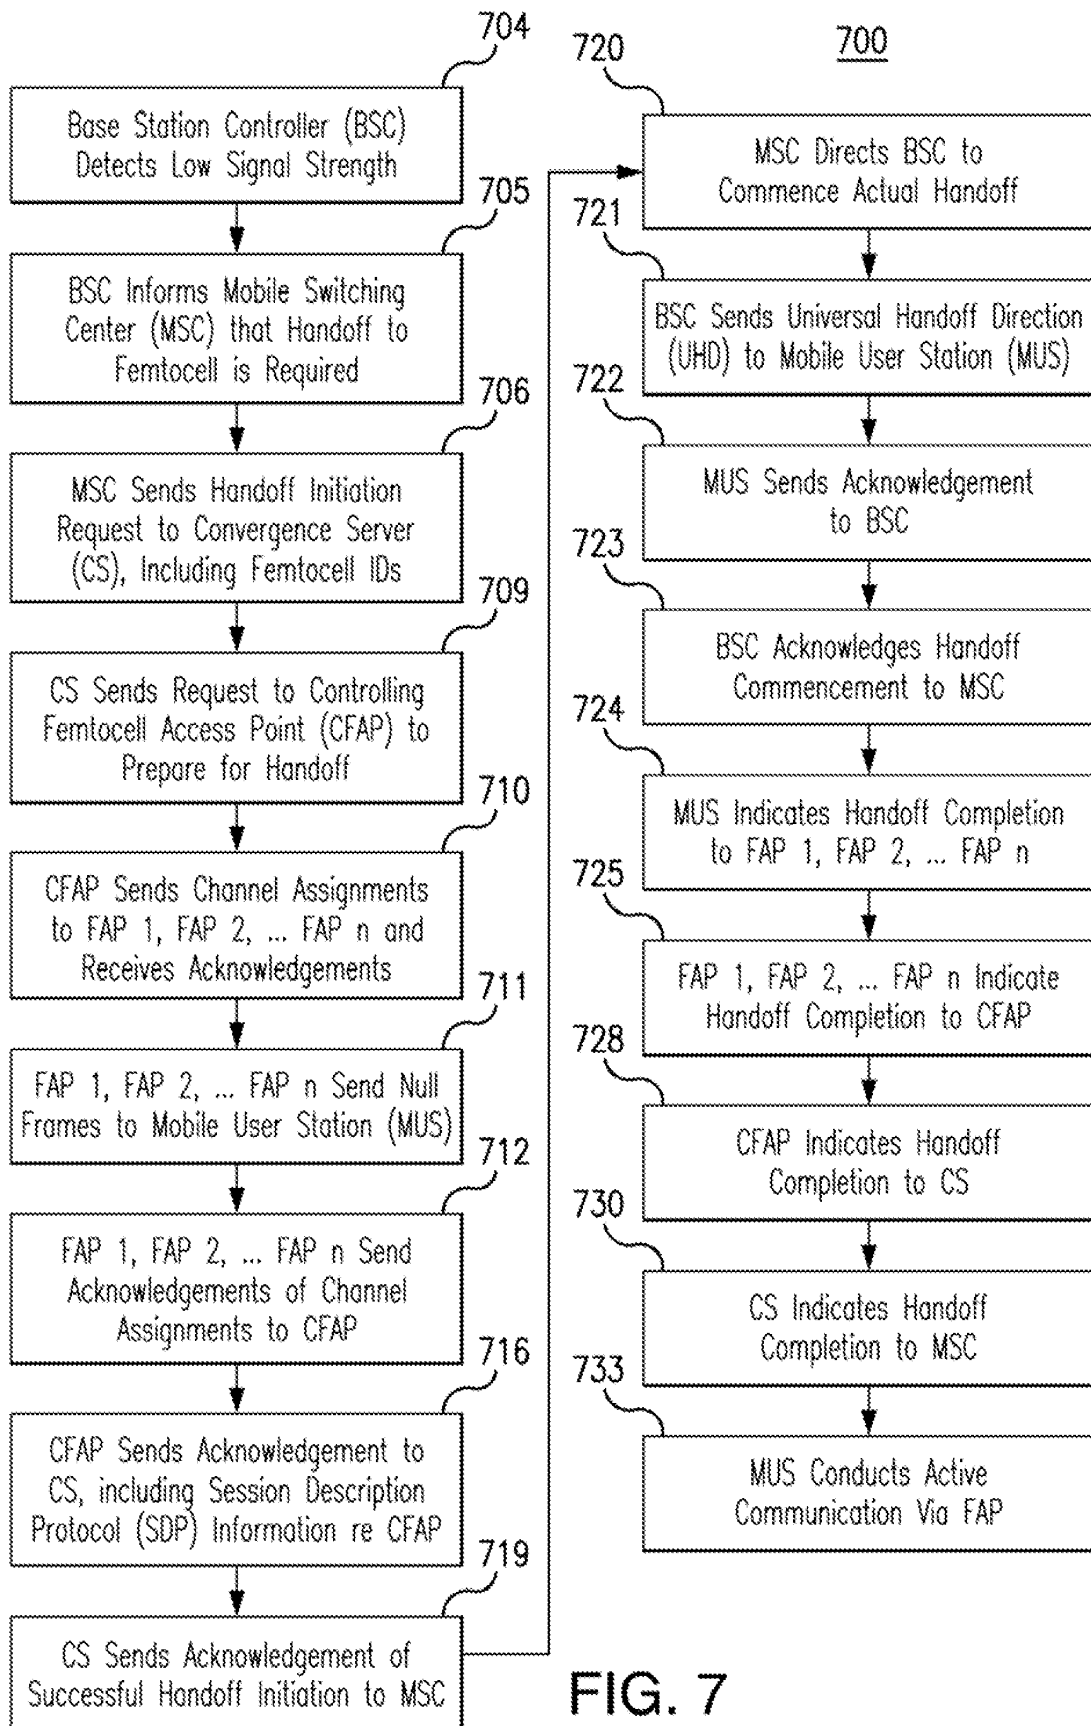 700
704
Base Station Controller (BSC)
Detects Low Signal Strength
705
BSC Informs Mobile Switching
Center (MSC) that Handoff to
Femtocell is Required
706
MSC Sends Handoff Initiation
Request to Convergence Server
(CS), Including Femtocell IDs
709
CS Sends Request to Controlling
Femtocell Access Point (CFAP) to
Prepare for Handoff
710
CFAP Sends Channel Assignments
to FAP 1, FAP 2, ... FAP n and
Receives Acknowledgements
711
FAP 1, FAP 2, ... FAP n Send Null
Frames to Mobile User Station (MUS)
712
FAP 1, FAP 2, ... FAP n Send
Acknowledgements of Channel
Assignments to CFAP
716
CFAP Sends Acknowledgement to
CS, including Session Description
Protocol (SDP) Information re CFAP
719
CS Sends Acknowledgement of
Successful Handoff Initiation to MSC
720
MSC Directs BSC to
Commence Actual Handoff
721
BSC Sends Universal Handoff Direction
(UHD) to Mobile User Station (MUS)
722
MUS Sends Acknowledgement
to BSC
723
BSC Acknowledges Handoff
Commencement to MSC
724
MUS Indicates Handoff Completion
to FAP 1, FAP 2, ... FAP n
725
FAP 1, FAP 2, ... FAP n Indicate
Handoff Completion to CFAP
728
CFAP Indicates Handoff
Completion to CS
730
CS Indicates Handoff
Completion to MSC
733
MUS Conducts Active
Communication Via FAP
FIG. 7